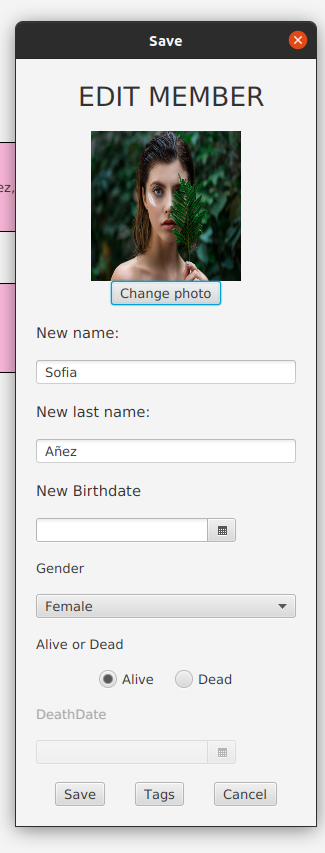 Save
EDIT MEMBER
ez,
Change photo
New name:
Sofia
New last name:
Añez
New Birthdate
Gender
Female
Alive or Dead
Alive Dead
DeathDate
Save Tags Cancel